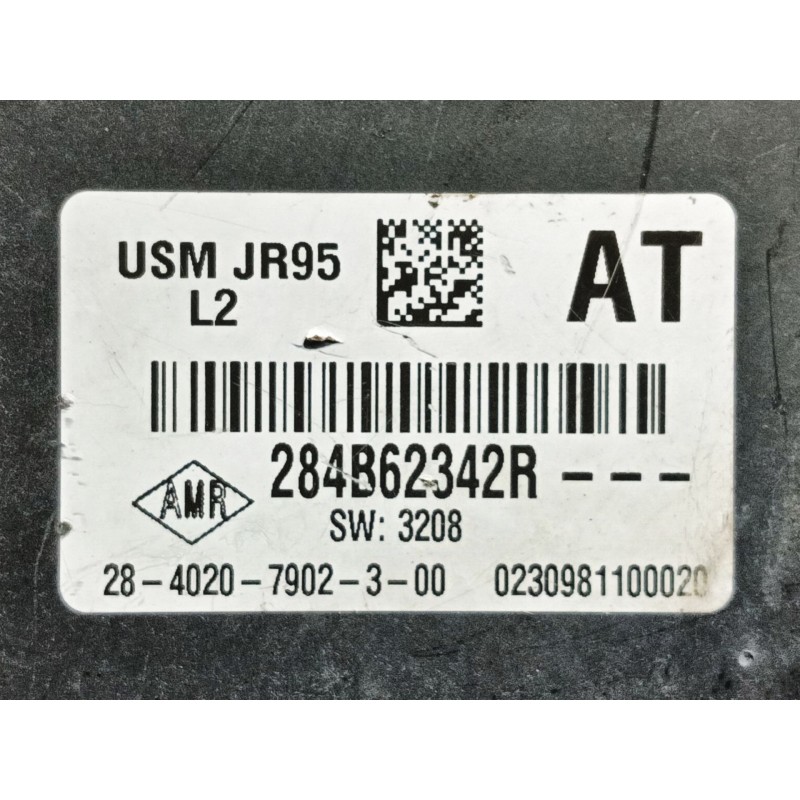 USM JR95 AT
L2
284B62342R---
AMR
SW: 3208
28-4020-7902-3-00 0230981100020